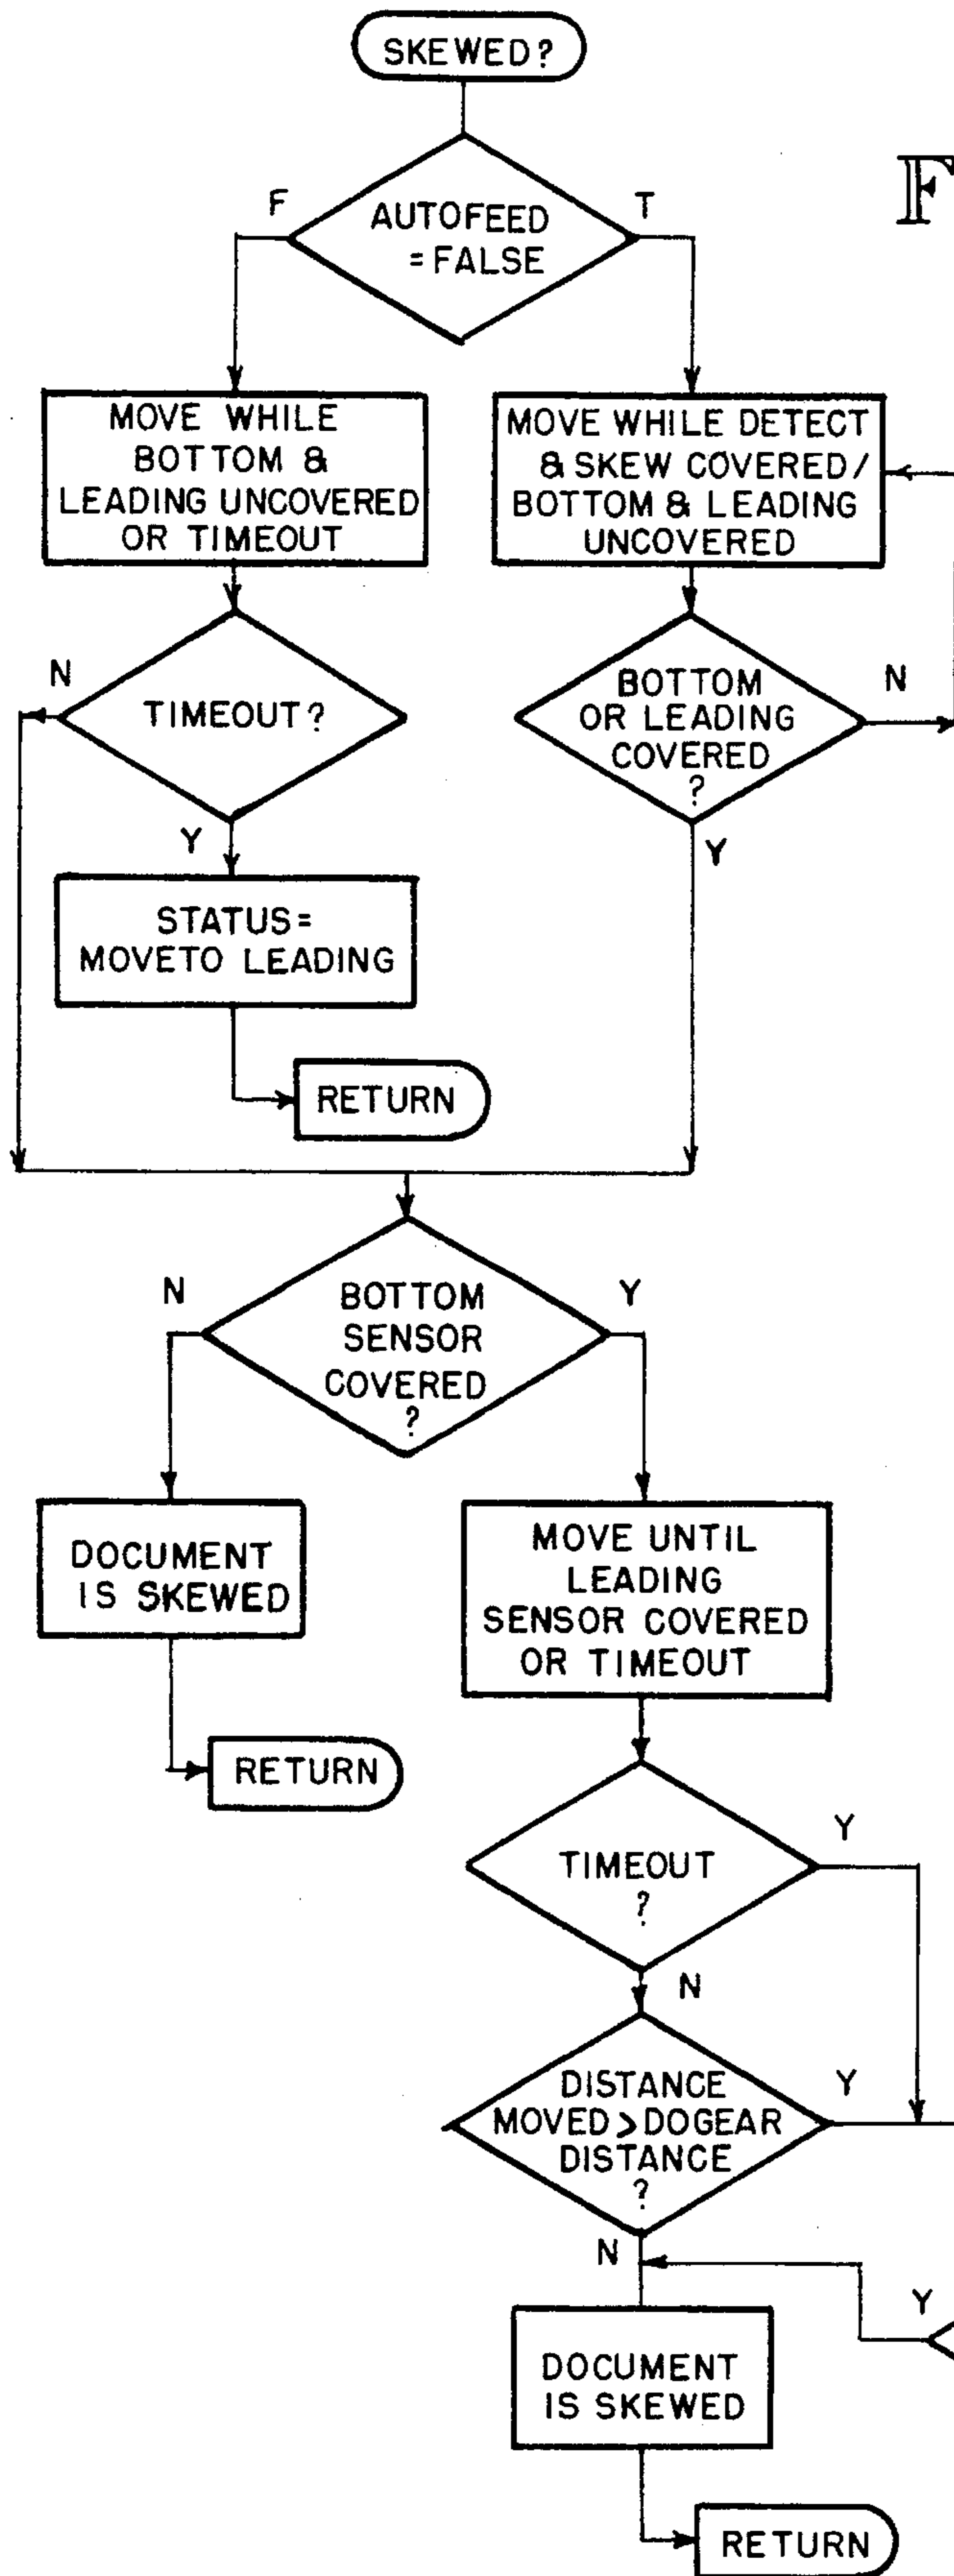 SKEWED?
F
AUTOFEED
= FALSE
F
T
MOVE WHILE
BOTTOM &
LEADING UNCOVERED
OR TIMEOUT
MOVE WHILE DETECT
& SKEW COVERED/
BOTTOM & LEADING
UNCOVERED
N
TIMEOUT?
Y
BOTTOM
OR LEADING
COVERED
?
N
Y
STATUS=
MOVETO LEADING
RETURN
N
BOTTOM
SENSOR
COVERED
?
Y
DOCUMENT
IS SKEWED
RETURN
MOVE UNTIL
LEADING
SENSOR COVERED
OR TIMEOUT
TIMEOUT
?
Y
N
DISTANCE
MOVED > DOGEAR
DISTANCE
?
Y
N
Y
DOCUMENT
IS SKEWED
RETURN